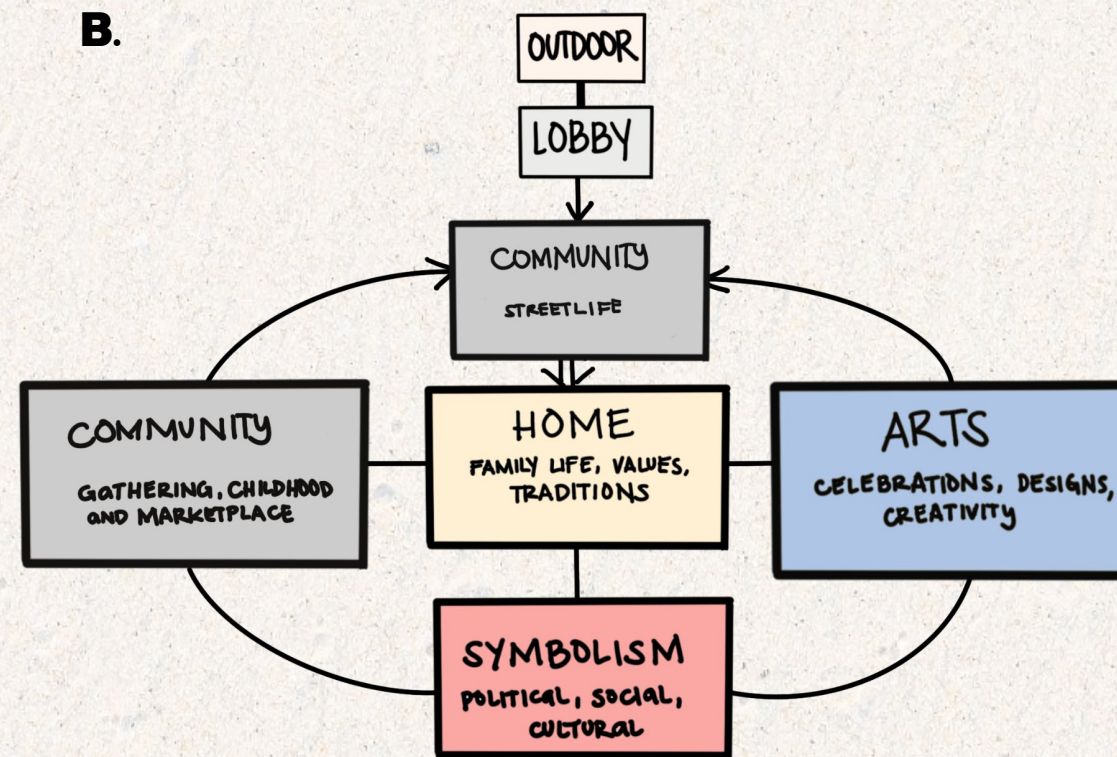 B.
OUTDOOR
LOBBY
COMMUNITY
STREETLIFE
COMMUNITY
GATHERING, CHILDHOOD
and MARKETPLACE
HOME
FAMILY LIFE, VALUES,
TRADITIONS
ARTS
CELEBRATIONS, DESIGNS,
CREATIVITY
SYMBOLISM
POLITICAL, SOCIAL,
CULTURAL